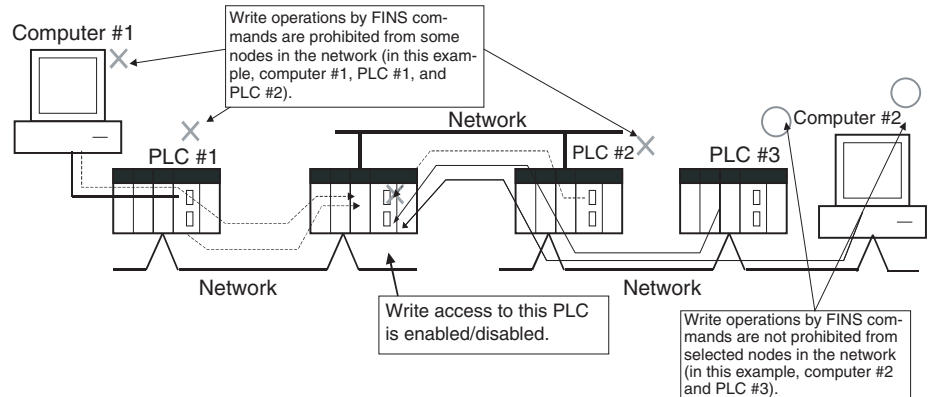 Write operations by FINS com-
mands are prohibited from some
nodes in the network (in this exam-
ple, computer #1, PLC #1, and
PLC #2).
Computer #1
Network
Computer #2
PLC #1
PLC #2
PLC #3
Network
Network
Write access to this PLC
is enabled/disabled.
Write operations by FINS com-
mands are not prohibited from
selected nodes in the network
(in this example, computer #2
and PLC #3).